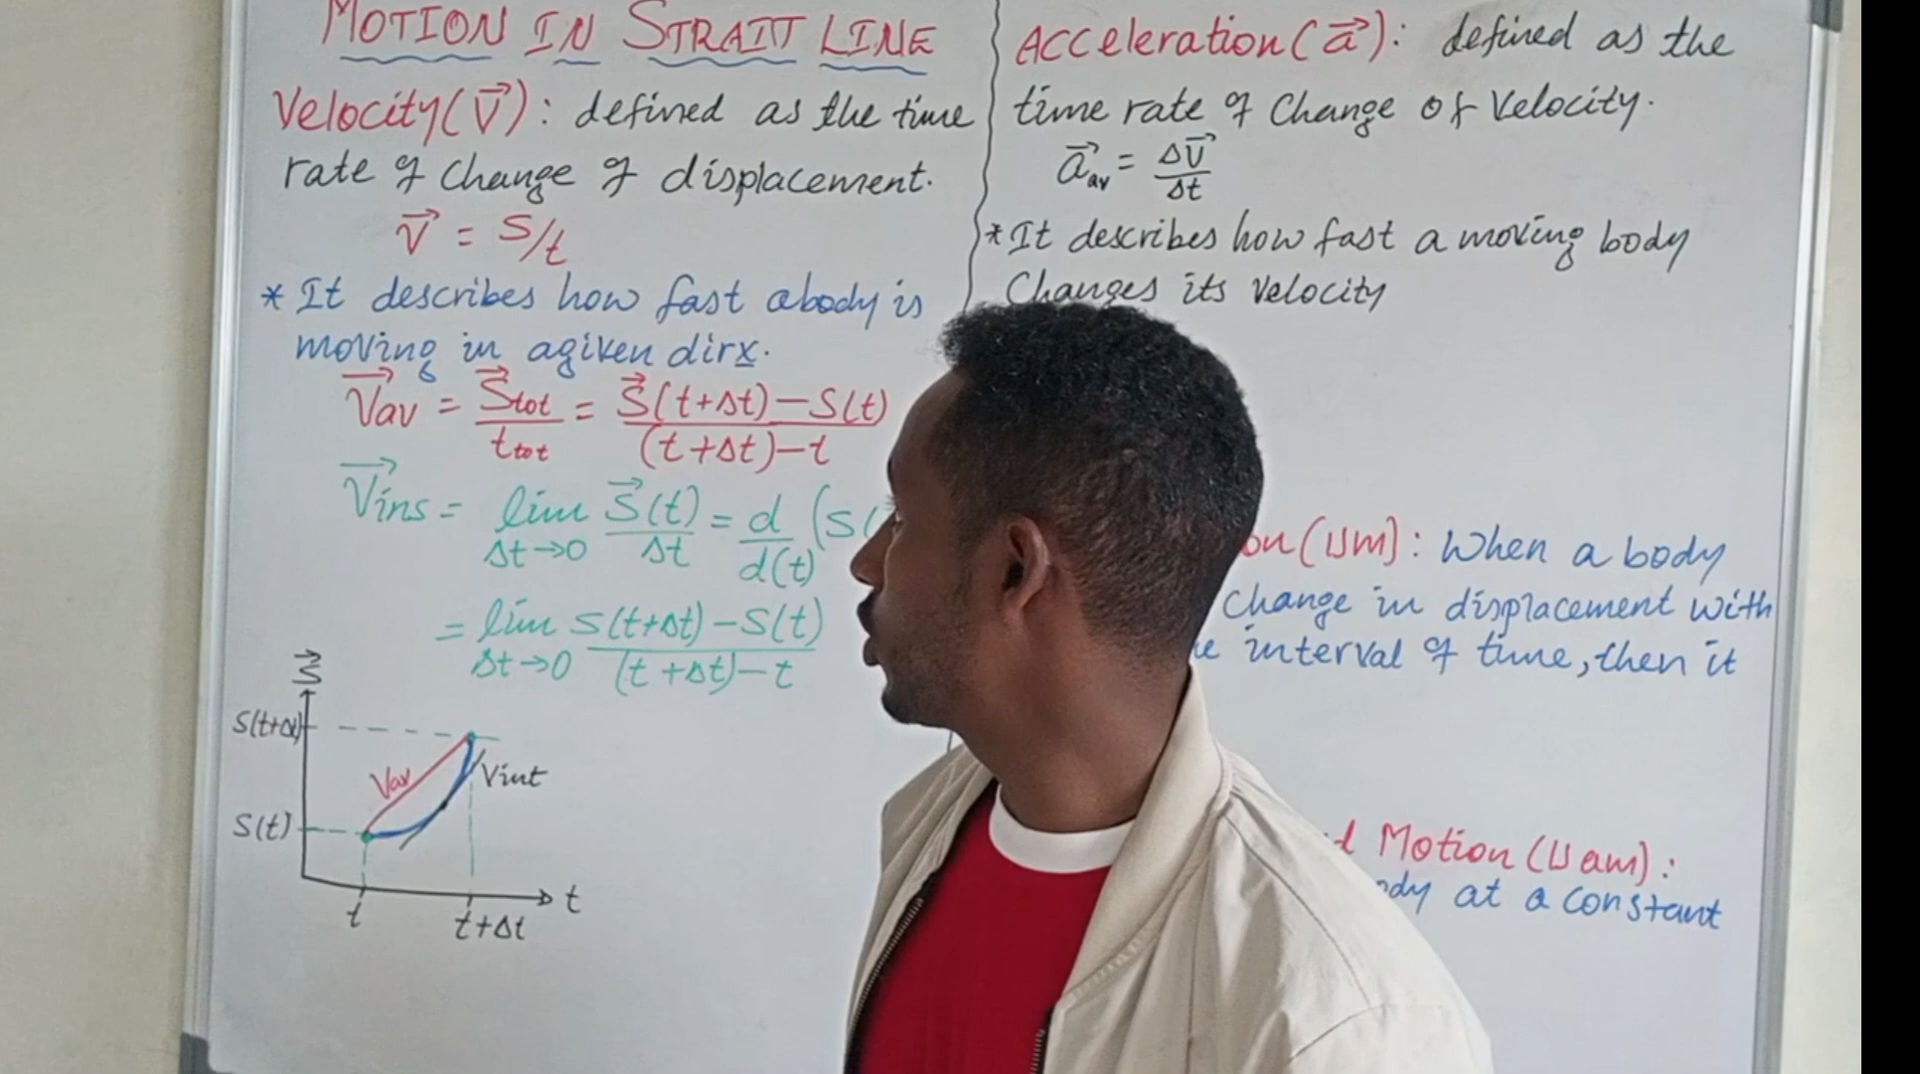 MOTION IN STRAIT LINE
Velocity(V⃗): defined as the time
rate of change of displacement.
V⃗ = S/t
* It describes how fast abody is
moving in agiven dirx.
V⃗av = S⃗tot/ttot = S⃗(t+Δt)-S(t)/(t+Δt)-t
V⃗ins = lim Δt→0 S⃗(t)/Δt = d/d(t) (S(
= lim Δt→0 S(t+Δt)-S(t)/(t+Δt)-t
S⃗
S(t+Δt)
Vav
Vint
S(t)
t
t
t+Δt
Acceleration(a⃗): defined as the
time rate of Change of Velocity.
a⃗av = ΔV⃗/Δt
* It describes how fast a moving body
Changes its Velocity
on(Um): When a body
Change in displacement with
interval of time, then it
d Motion (Uam):
ody at a Constant